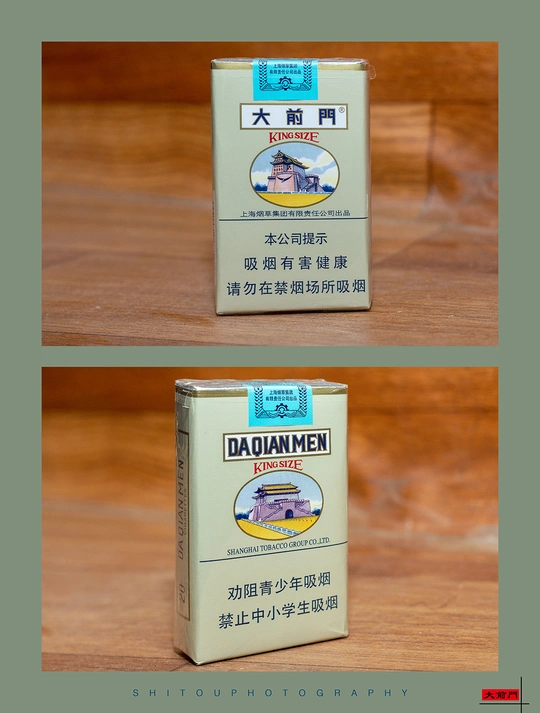 上海烟草集团
有限责任公司出品
大前門®
KING SIZE
上海烟草集团有限责任公司出品
本公司提示
吸烟有害健康
请勿在禁烟场所吸烟
上海烟草集团
有限责任公司出品
DAQIANMEN
KING SIZE
SHANGHAI TOBACCO GROUP CO.,LTD.
劝阻青少年吸烟
禁止中小学生吸烟
DAQIANMEN
SHITOUPHOTOGRAPHY
大前門